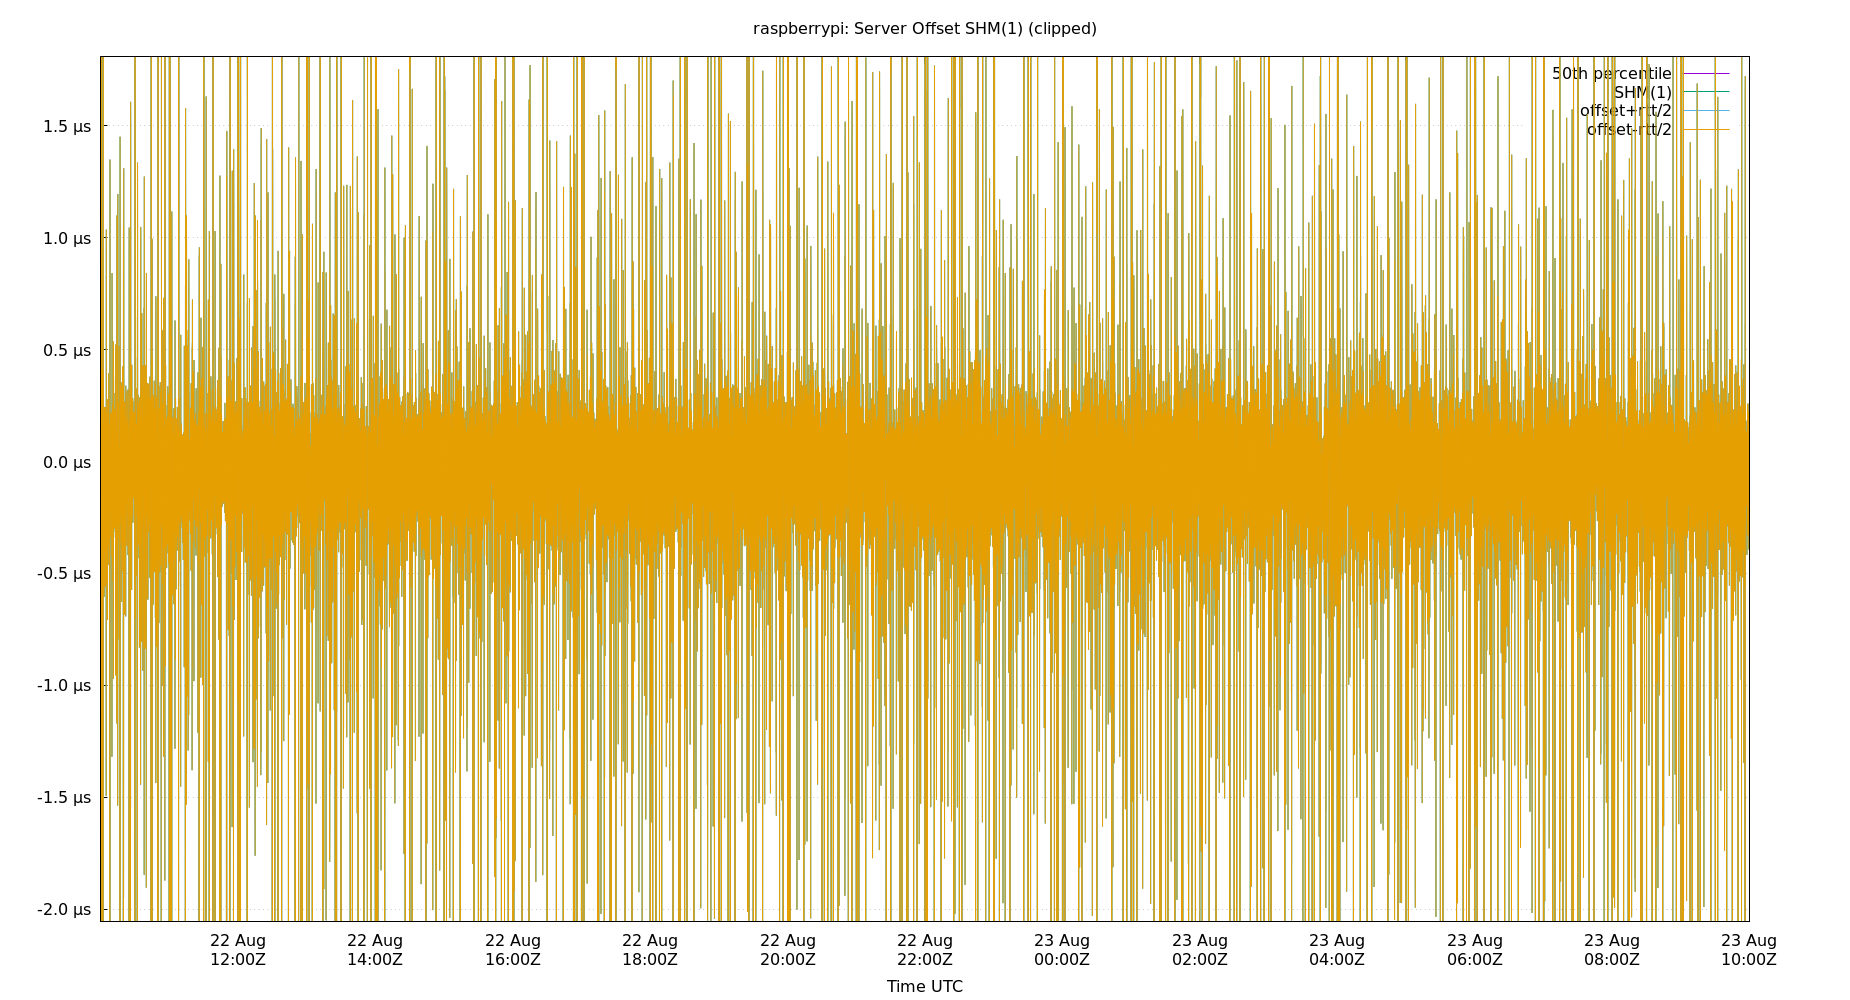 raspberrypi: Server Offset SHM(1) (clipped)
50th percentile
SHM(1)
offset+rtt/2
offset-rtt/2
1.5 µs
1.0 µs
0.5 µs
0.0 µs
-0.5 µs
-1.0 µs
-1.5 µs
-2.0 µs
22 Aug 22 Aug 22 Aug 22 Aug 22 Aug 22 Aug 23 Aug 23 Aug 23 Aug 23 Aug 23 Aug 23 Aug
12:00Z 14:00Z 16:00Z 18:00Z 20:00Z 22:00Z 00:00Z 02:00Z 04:00Z 06:00Z 08:00Z 10:00Z
Time UTC